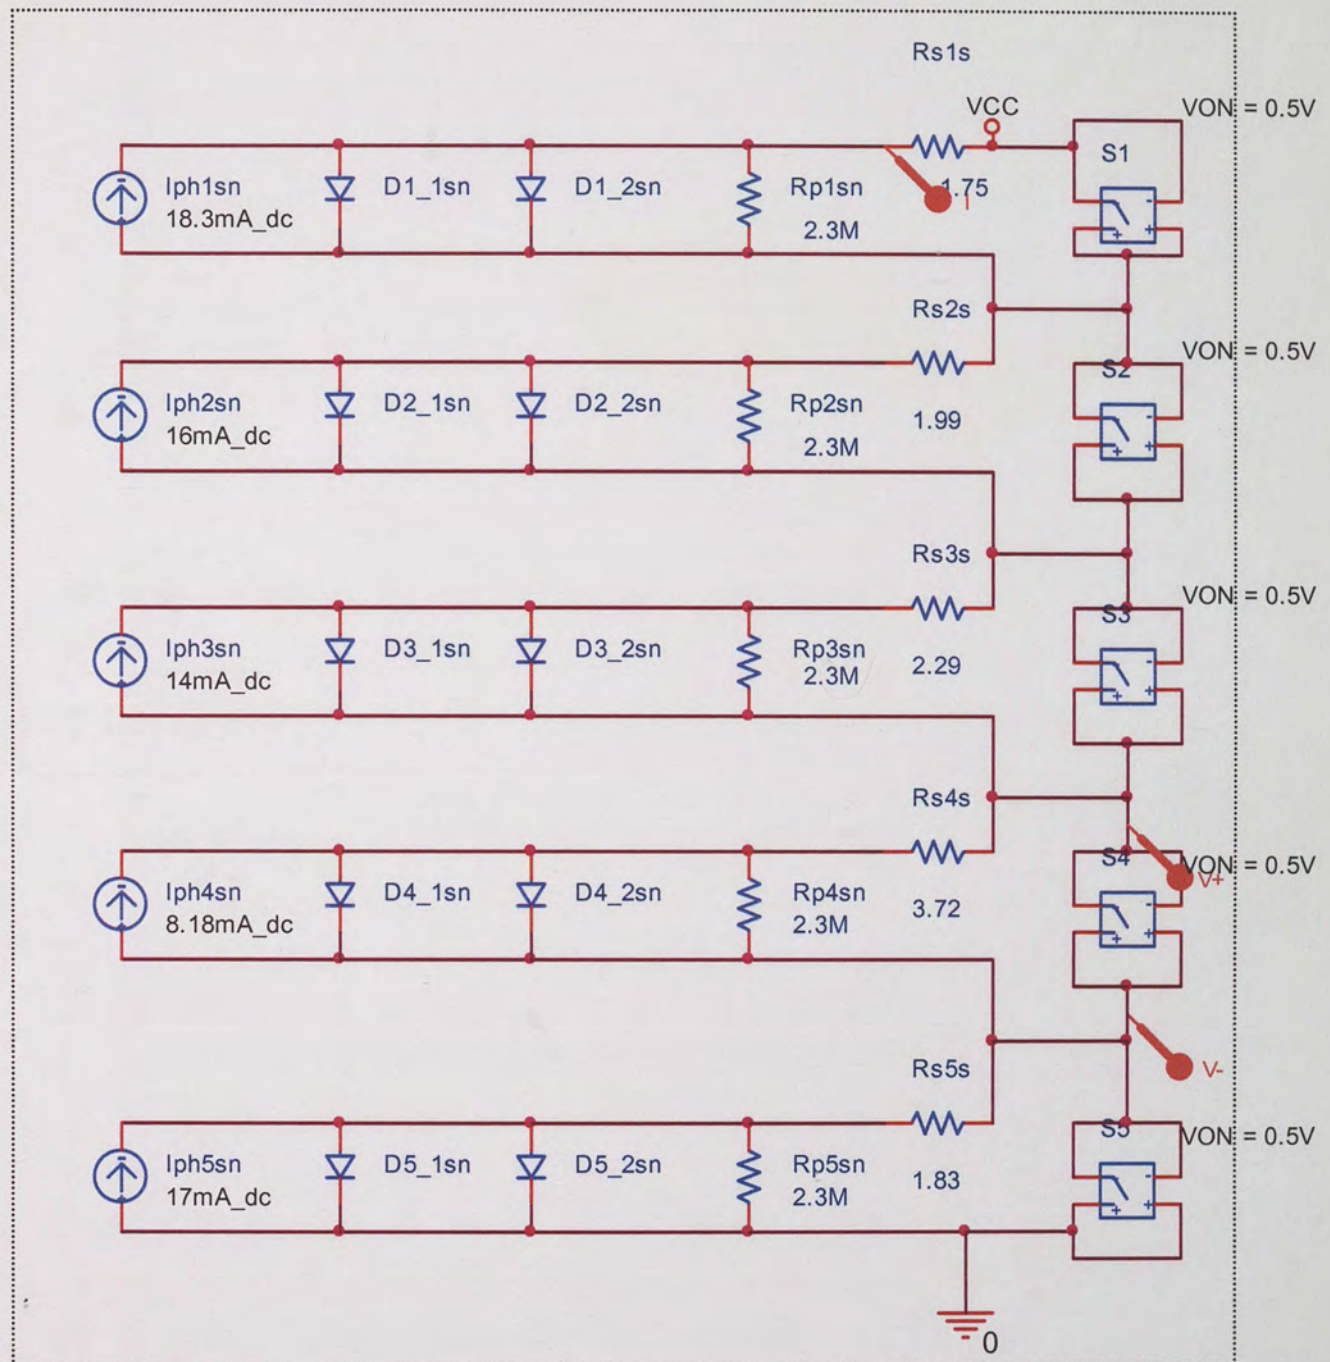 Rs1s
VCC
VON = 0.5V
S1
Iph1sn
18.3mA_dc
D1_1sn
D1_2sn
Rp1sn
2.3M
1.75
I
Rs2s
VON = 0.5V
S2
Iph2sn
16mA_dc
D2_1sn
D2_2sn
Rp2sn
2.3M
1.99
Rs3s
VON = 0.5V
S3
Iph3sn
14mA_dc
D3_1sn
D3_2sn
Rp3sn
2.3M
2.29
Rs4s
VON = 0.5V
S4
V+
Iph4sn
8.18mA_dc
D4_1sn
D4_2sn
Rp4sn
2.3M
3.72
Rs5s
V-
VON = 0.5V
S5
Iph5sn
17mA_dc
D5_1sn
D5_2sn
Rp5sn
2.3M
1.83
0